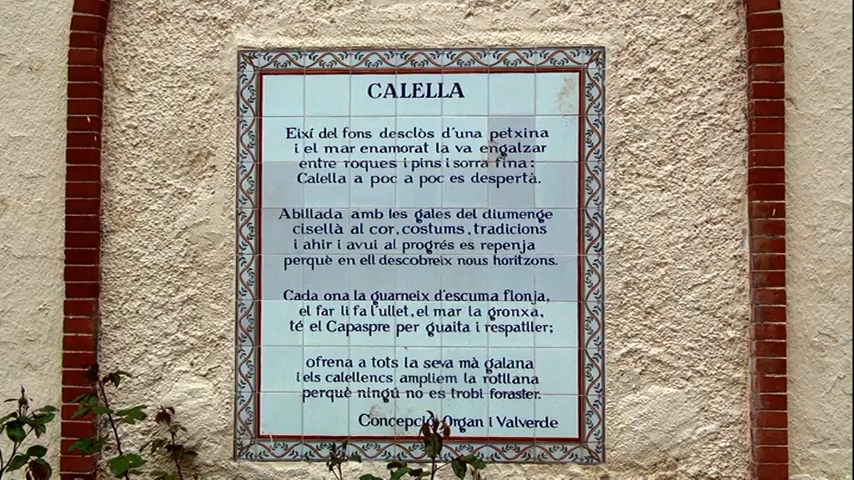 CALELLA
Eixí del fons desclòs d'una petxina
i el mar enamorat la va engalzar
entre roques i pins i sorra fina:
Calella a poc a poc es despertà.
Abillada amb les gales del diumenge
cisellà al cor, costums, tradicions
i ahir i avui al progrés es repenja
perquè en ell descobreix nous horitzons.
Cada ona la guarneix d'escuma flonja,
el far li fa l'ullet, el mar la gronxa,
té el Capaspre per guaita i respatller;
ofrena a tots la seva mà galana
i els calellencs ampliem la rotllana
perquè ningú no es trobi foraster.
Concepció Organ i Valverde